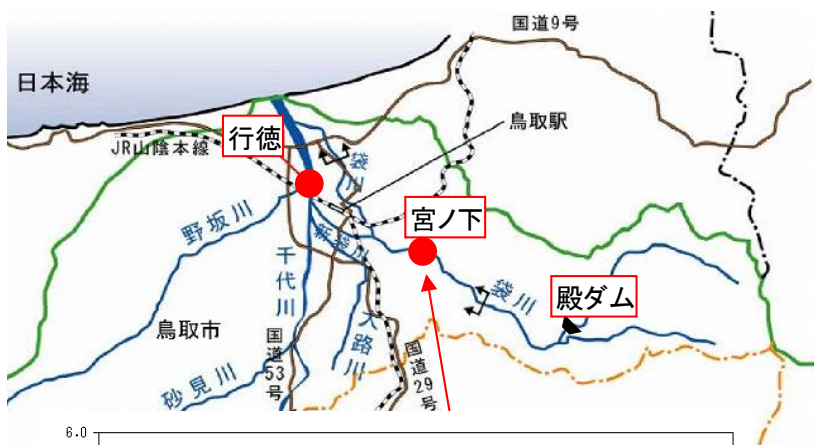 国道9号
日本海
鳥取駅
JR山陰本線
行徳
袋川
宮ノ下
野坂川
新袋川
千代川
袋川
殿ダム
鳥取市
大路川
国道53号
国道29号
砂見川
6.0